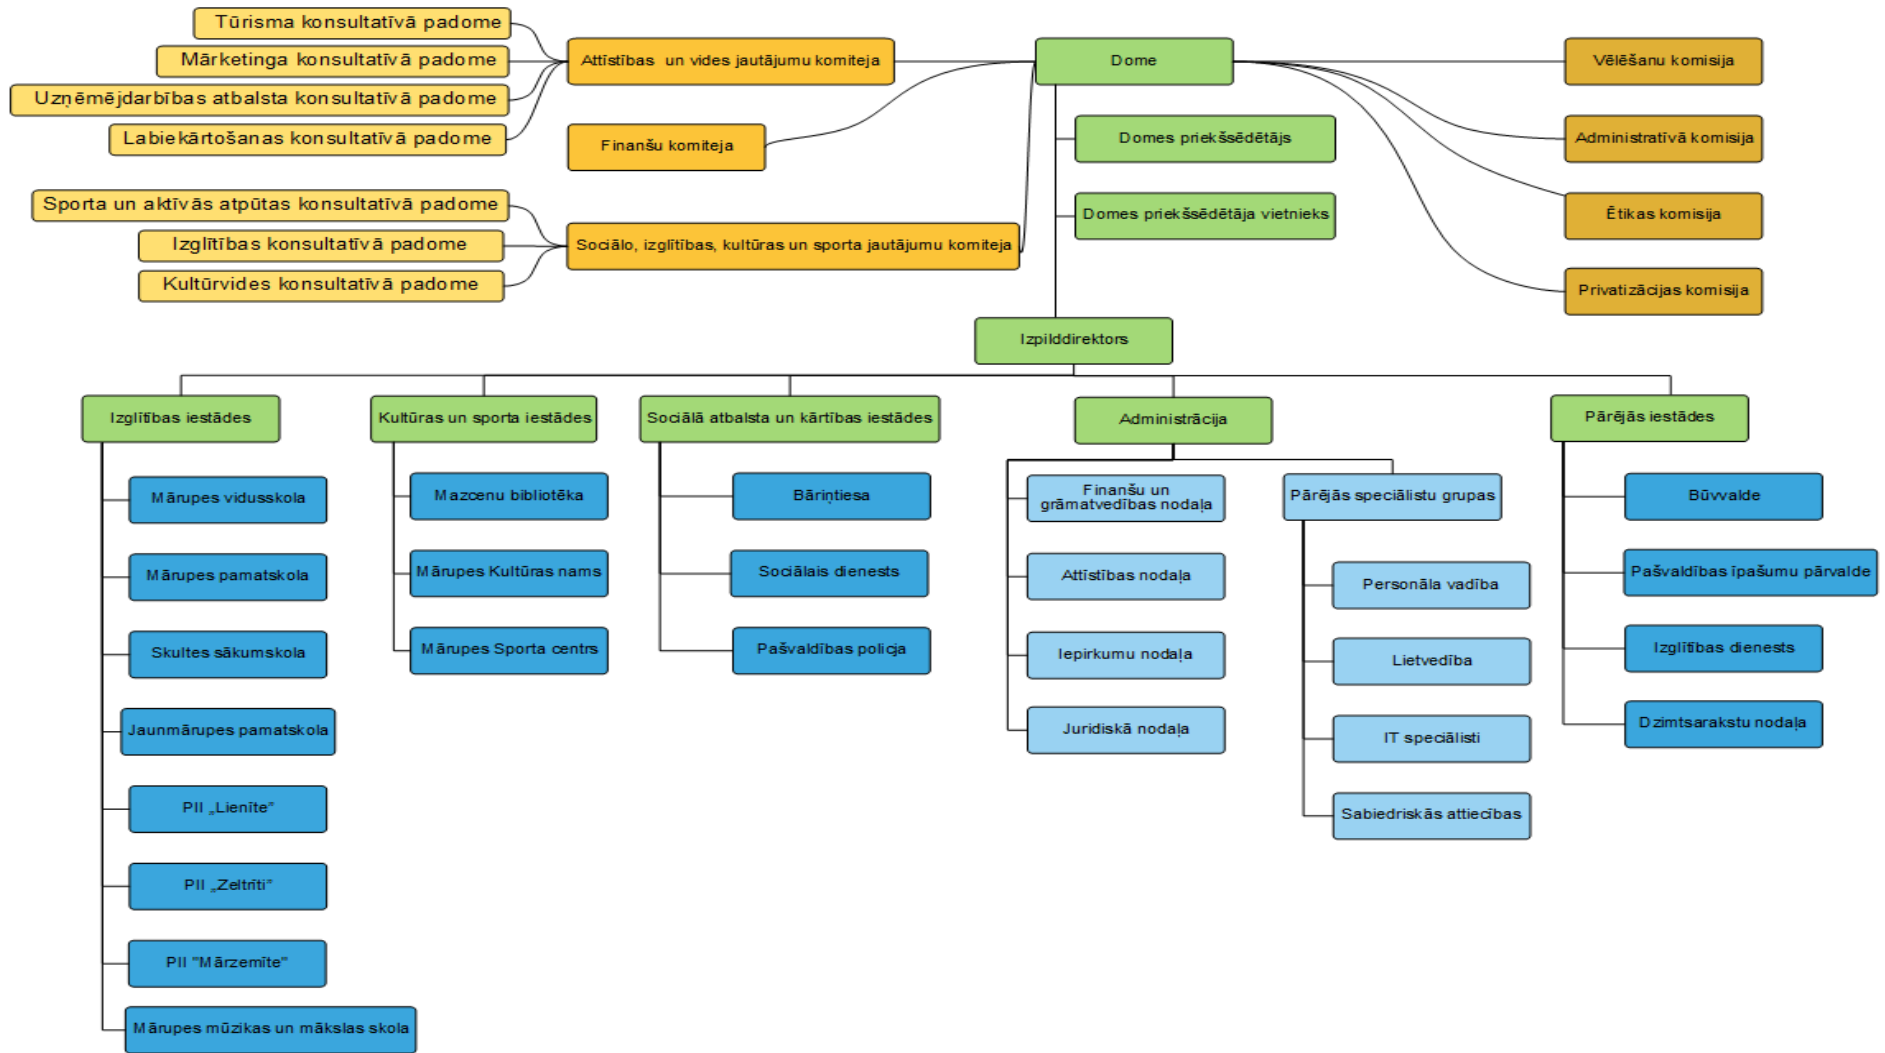 Tūrisma konsultatīvā padome
Mārketinga konsultatīvā padome
Uzņēmējdarbības atbalsta konsultatīvā padome
Labiekārtošanas konsultatīvā padome
Sporta un aktīvās atpūtas konsultatīvā padome
Izglītības konsultatīvā padome
Kultūrvides konsultatīvā padome
Attīstības un vides jautājumu komiteja
Finanšu komiteja
Sociālo, izglītības, kultūras un sporta jautājumu komiteja
Dome
Domes priekšsēdētājs
Domes priekšsēdētāja vietnieks
Vēlēšanu komisija
Administratīvā komisija
Ētikas komisija
Privatizācijas komisija
Izpilddirektors
Izglītības iestādes
Mārupes vidusskola
Mārupes pamatskola
Skultes sākumskola
Jaunmārupes pamatskola
PII „Lienīte”
PII „Zeltrīti”
PII "Mārzemīte"
Mārupes mūzikas un mākslas skola
Kultūras un sporta iestādes
Mazcenu bibliotēka
Mārupes Kultūras nams
Mārupes Sporta centrs
Sociālā atbalsta un kārtības iestādes
Bāriņtiesa
Sociālais dienests
Pašvaldības policja
Administrācija
Finanšu un
grāmatvedības nodaļa
Attīstības nodaļa
Iepirkumu nodaļa
Juridiskā nodaļa
Pārējās speciālistu grupas
Personāla vadība
Lietvedība
IT speciālisti
Sabiedriskās attiecības
Pārējās iestādes
Būvvalde
Pašvaldības īpašumu pārvalde
Izglītības dienests
Dzimtsarakstu nodaļa